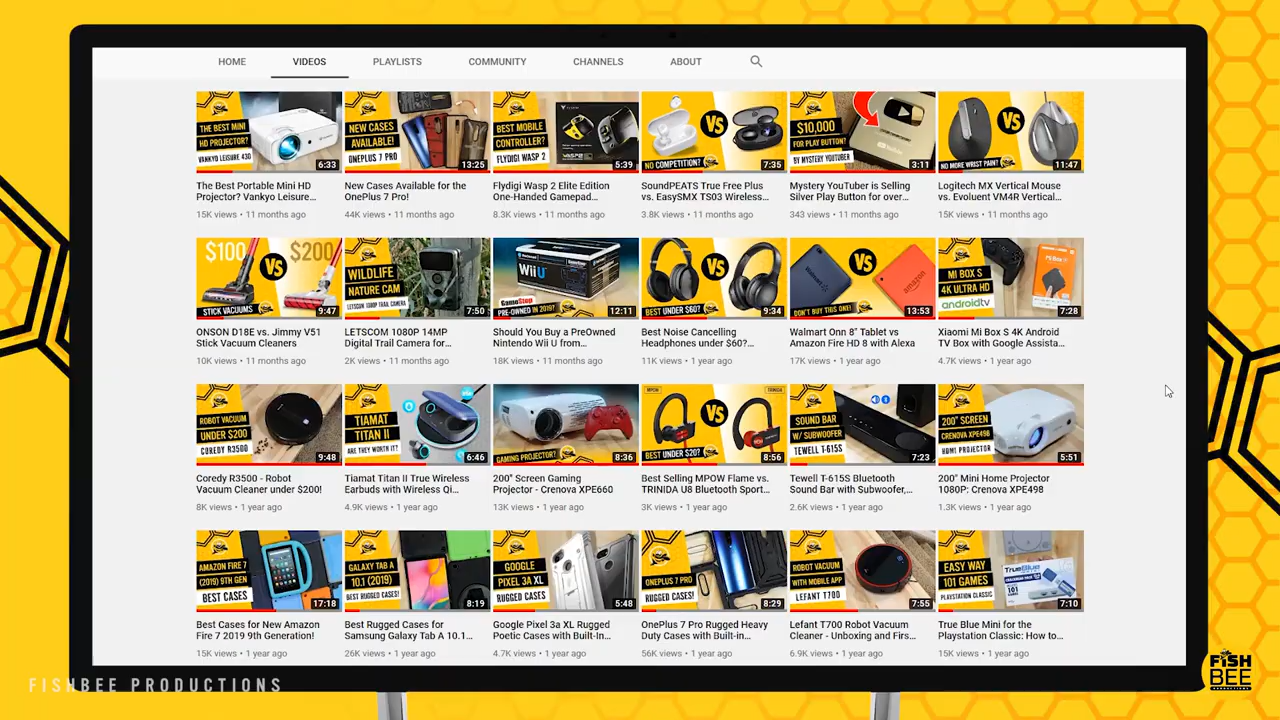 HOME VIDEOS PLAYLISTS COMMUNITY CHANNELS ABOUT
THE BEST MINI
HD PROJECTOR?
VANKYO LEISURE 430
6:33
NEW CASES
AVAILABLE!
ONEPLUS 7 PRO
13:25
BEST MOBILE
CONTROLLER?
FLYDIGI WASP 2
5:39
VS
NO COMPETITION?
7:35
$10,000
FOR PLAY BUTTON?
BY MYSTERY YOUTUBER
3:11
VS
NO MORE WRIST PAIN?
11:47
The Best Portable Mini HD
Projector? Vankyo Leisure...
15K views • 11 months ago
New Cases Available for the
OnePlus 7 Pro!
44K views • 11 months ago
Flydigi Wasp 2 Elite Edition
One-Handed Gamepad...
8.3K views • 11 months ago
SoundPEATS True Free Plus
vs. EasySMX TS03 Wireless...
3.8K views • 11 months ago
Mystery YouTuber is Selling
Silver Play Button for over...
343 views • 11 months ago
Logitech MX Vertical Mouse
vs. Evoluent VM4R Vertical...
15K views • 11 months ago
$100 $200
VS
STICK VACUUMS
9:47
WILDLIFE
NATURE CAM
LETSCOM 1080P TRAIL CAMERA
7:50
WiiU
GameStop
PRE-OWNED IN 2019?
12:11
VS
BEST UNDER $60?
9:34
Walmart
VS
amazon
DON'T BUY THIS ONE!
13:53
MI BOX S
4K ULTRA HD
androidtv
7:28
ONSON D18E vs. Jimmy V51
Stick Vacuum Cleaners
10K views • 11 months ago
LETSCOM 1080P 14MP
Digital Trail Camera for...
2K views • 11 months ago
Should You Buy a PreOwned
Nintendo Wii U from...
18K views • 11 months ago
Best Noise Cancelling
Headphones under $60?...
11K views • 1 year ago
Walmart Onn 8" Tablet vs
Amazon Fire HD 8 with Alexa
17K views • 1 year ago
Xiaomi Mi Box S 4K Android
TV Box with Google Assista...
4.7K views • 1 year ago
ROBOT VACUUM
UNDER $200
COREDY R3500
9:48
TIAMAT
TITAN II
ARE THEY WORTH IT?
6:46
GAMING PROJECTOR?
8:36
MPOW
TRINIDA
VS
BEST UNDER $20?
8:56
SOUND BAR
W/ SUBWOOFER
TEWELL T-615S
7:23
200" SCREEN
CRENOVA XPE498
HOME PROJECTOR
5:51
Coredy R3500 - Robot
Vacuum Cleaner under $200!
8K views • 1 year ago
Tiamat Titan II True Wireless
Earbuds with Wireless Qi...
4.9K views • 1 year ago
200" Screen Gaming
Projector - Crenova XPE660
13K views • 1 year ago
Best Selling MPOW Flame vs.
TRINIDA U8 Bluetooth Sport...
3K views • 1 year ago
Tewell T-615S Bluetooth
Sound Bar with Subwoofer,...
2.6K views • 1 year ago
200" Mini Home Projector
1080P: Crenova XPE498
1.3K views • 1 year ago
AMAZON FIRE 7
(2019) 9TH GEN
BEST CASES
17:18
GALAXY TAB A
10.1 (2019)
BEST RUGGED CASES!
8:19
GOOGLE
PIXEL 3A XL
RUGGED CASES
5:48
ONEPLUS 7 PRO
RUGGED CASES!
8:29
ROBOT VACUUM
WITH MOBILE APP
LEFANT T700
7:55
EASY WAY
101 GAMES
PLAYSTATION CLASSIC
TrueBlue
101
7:10
Best Cases for New Amazon
Fire 7 2019 9th Generation!
15K views • 1 year ago
Best Rugged Cases for
Samsung Galaxy Tab A 10.1...
26K views • 1 year ago
Google Pixel 3a XL Rugged
Poetic Cases with Built-In...
4.7K views • 1 year ago
OnePlus 7 Pro Rugged Heavy
Duty Cases with Built-in...
56K views • 1 year ago
Lefant T700 Robot Vacuum
Cleaner - Unboxing and Firs...
6.9K views • 1 year ago
True Blue Mini for the
Playstation Classic: How to...
15K views • 1 year ago
FISHBEE PRODUCTIONS
FISH
BEE
PRODUCTIONS